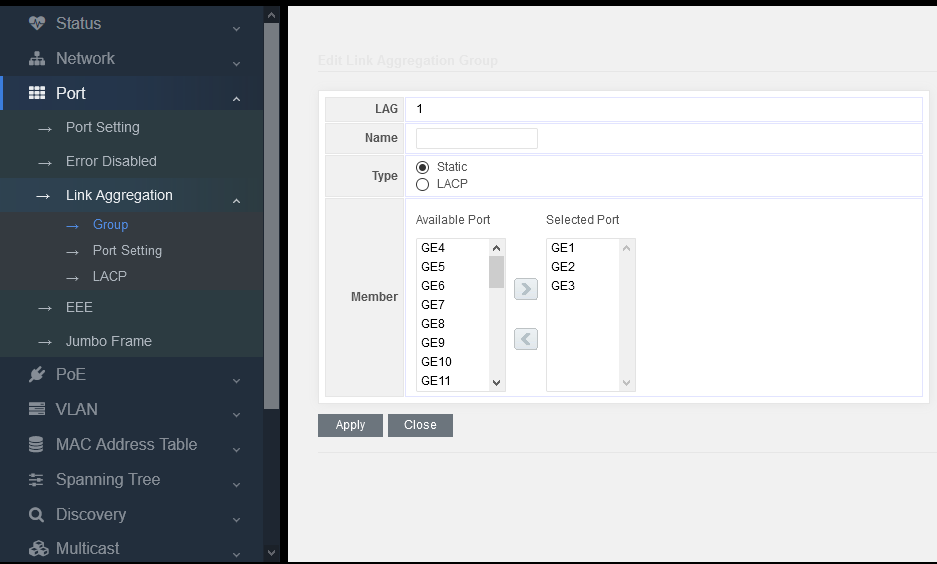 Status
Network
Port
Port Setting
Error Disabled
Link Aggregation
Group
Port Setting
LACP
EEE
Jumbo Frame
PoE
VLAN
MAC Address Table
Spanning Tree
Discovery
Multicast
Edit Link Aggregation Group
LAG 1
Name
Type Static
LACP
Member
Available Port
GE4
GE5
GE6
GE7
GE8
GE9
GE10
GE11
Selected Port
GE1
GE2
GE3
Apply Close